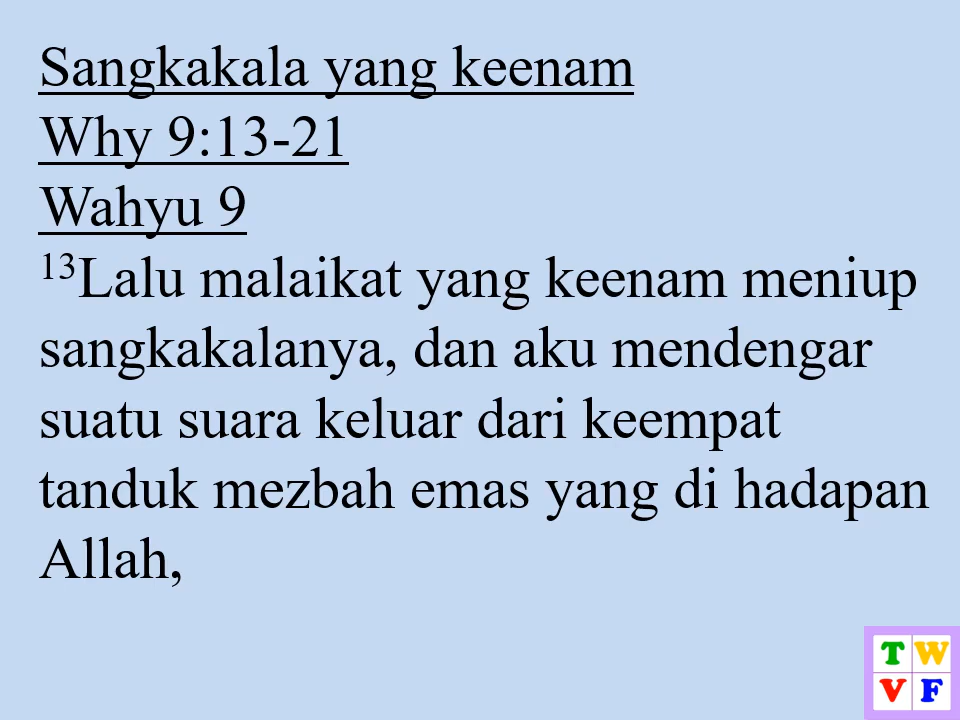 Sangkakala yang keenam
Why 9:13-21
Wahyu 9
¹³Lalu malaikat yang keenam meniup
sangkakalanya, dan aku mendengar
suatu suara keluar dari keempat
tanduk mezbah emas yang di hadapan
Allah,
T W
V F